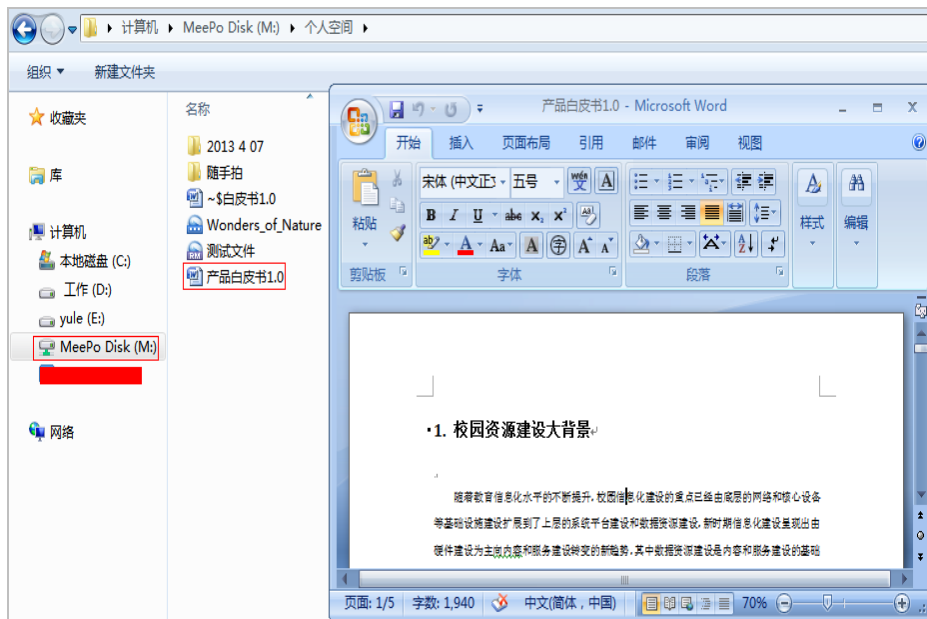 计算机 MeePo Disk (M:) 个人空间
组织 新建文件夹
收藏夹
库
计算机
本地磁盘 (C:)
工作 (D:)
yule (E:)
MeePo Disk (M:)
网络
名称
2013 4 07
随手拍
~$白皮书1.0
Wonders_of_Nature
测试文件
产品白皮书1.0
产品白皮书1.0 - Microsoft Word
开始 插入 页面布局 引用 邮件 审阅 视图
宋体 (中文正 五号 wén 文 A
粘贴
B I U abc x₂ x² Aa
ab A Aa A 字 A A
A Z
样式 编辑
剪贴板 字体 段落
1. 校园资源建设大背景
随着教育信息化水平的不断提升,校园信息化建设的重点已经由底层的网络和核心设备
等基础设施建设扩展到了上层的系统平台建设和数据资源建设,新时期信息化建设呈现出由
硬件建设为主向内容和服务建设转变的新趋势,其中数据资源建设是内容和服务建设的基础
页面: 1/5 字数: 1,940 中文(简体，中国) 70%